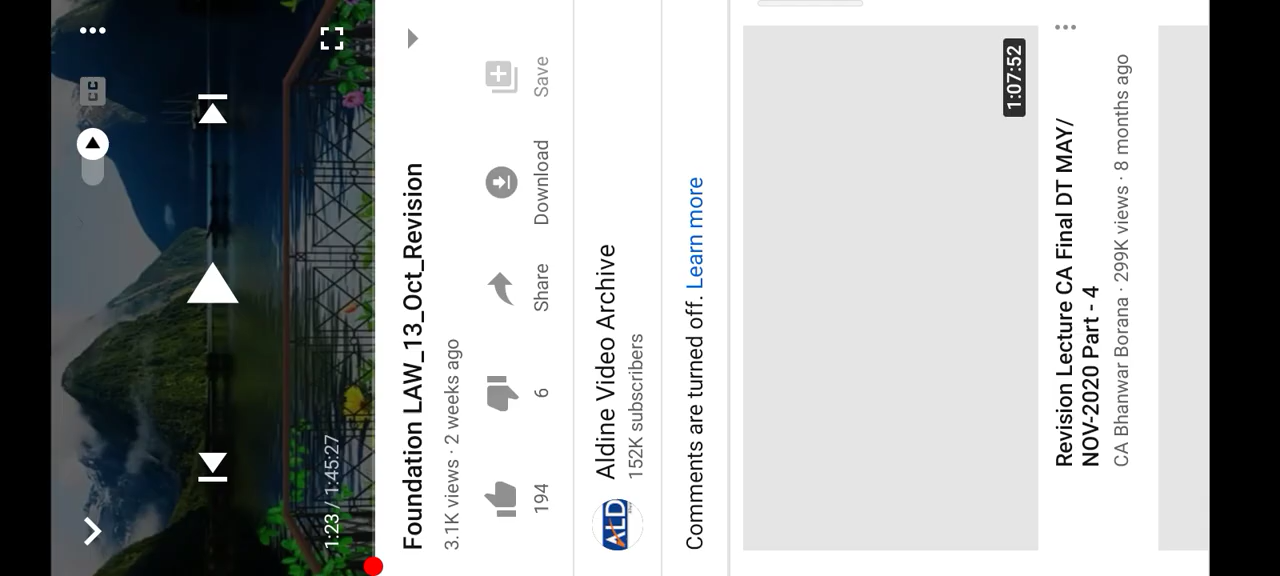 CC
1:23 / 1:45:27
Foundation LAW_13_Oct_Revision
3.1K views · 2 weeks ago
194
6
Share
Download
Save
ALD
Aldine Video Archive
152K subscribers
Comments are turned off. Learn more
1:07:52
Revision Lecture CA Final DT MAY/
NOV-2020 Part - 4
CA Bhanwar Borana · 299K views · 8 months ago